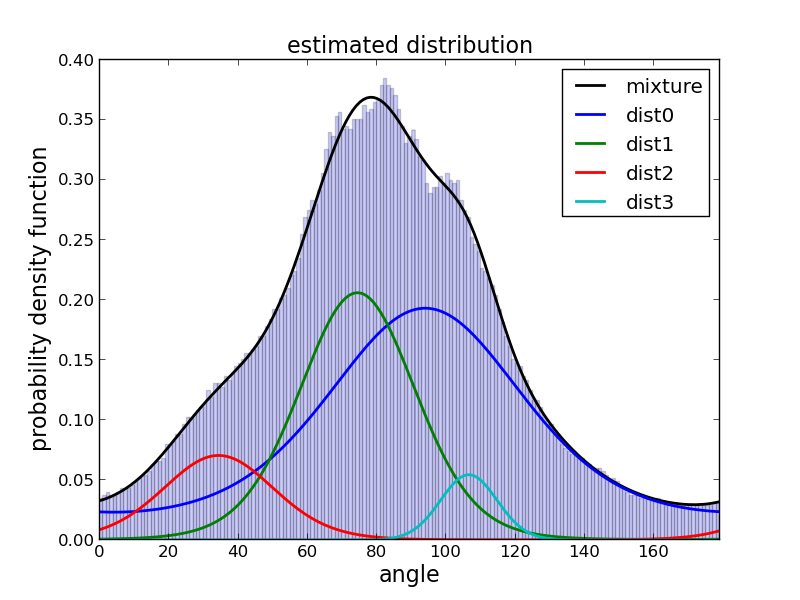 estimated distribution
probability density function
0.40
0.35
0.30
0.25
0.20
0.15
0.10
0.05
0.00
mixture
dist0
dist1
dist2
dist3
0 20 40 60 80 100 120 140 160
angle